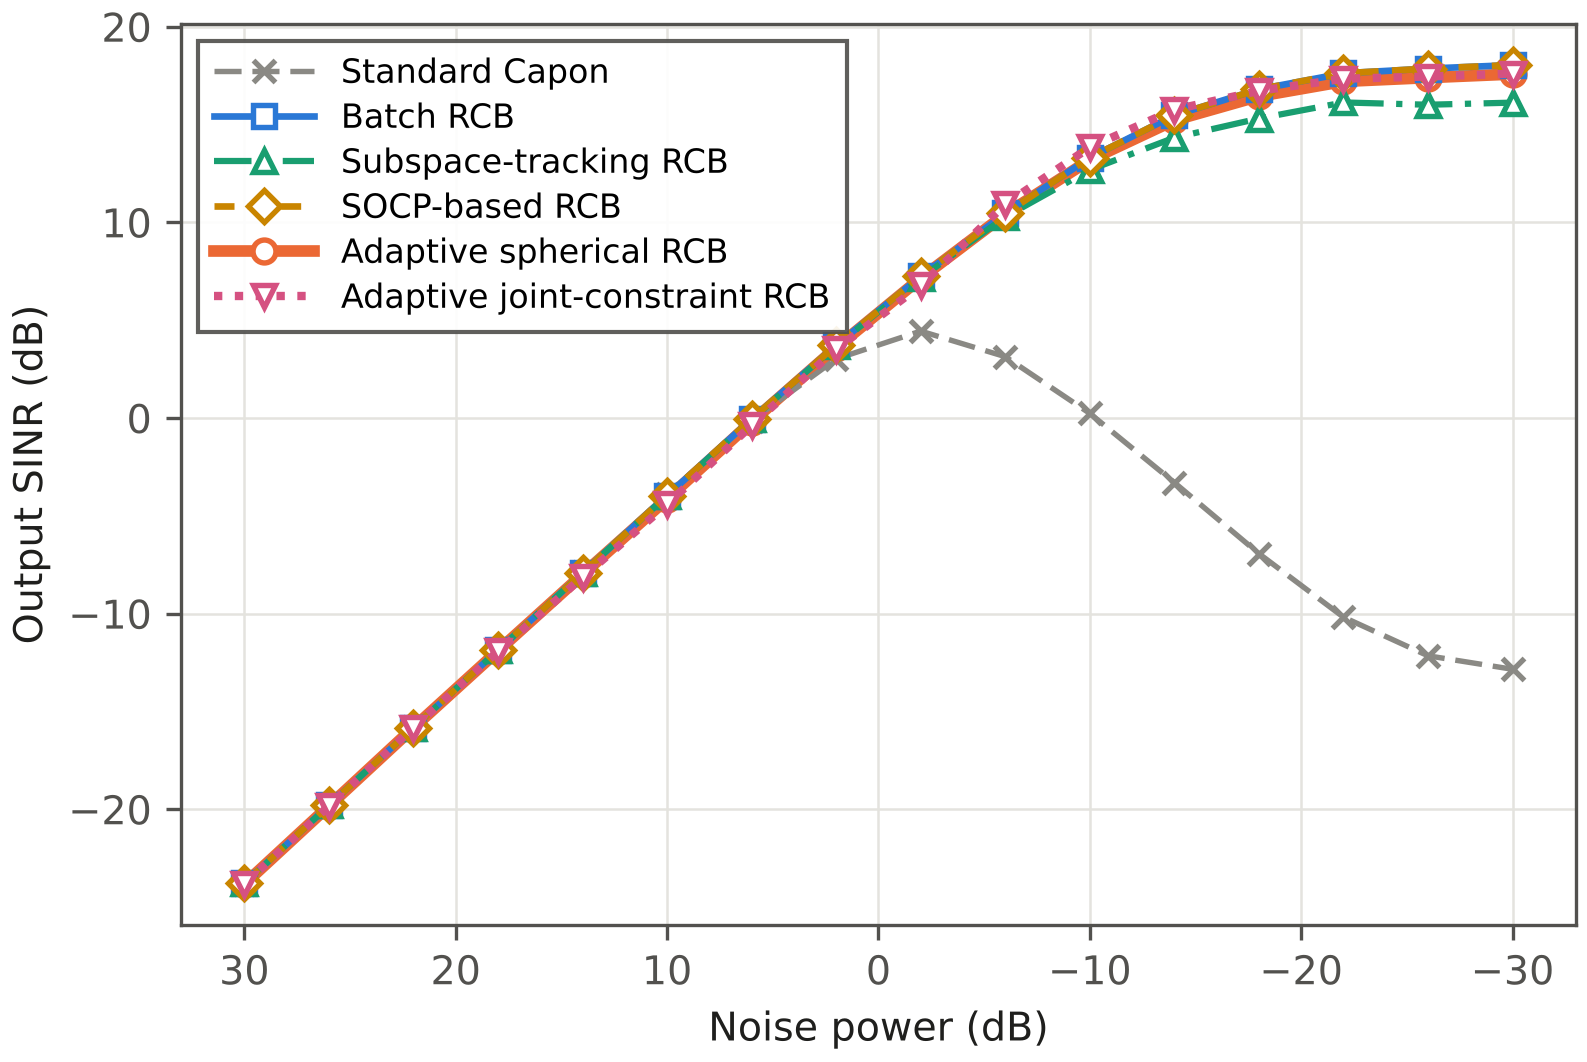 20
10
0
−10
−20
Output SINR (dB)
Standard Capon
Batch RCB
Subspace-tracking RCB
SOCP-based RCB
Adaptive spherical RCB
Adaptive joint-constraint RCB
30 20 10 0 −10 −20 −30
Noise power (dB)